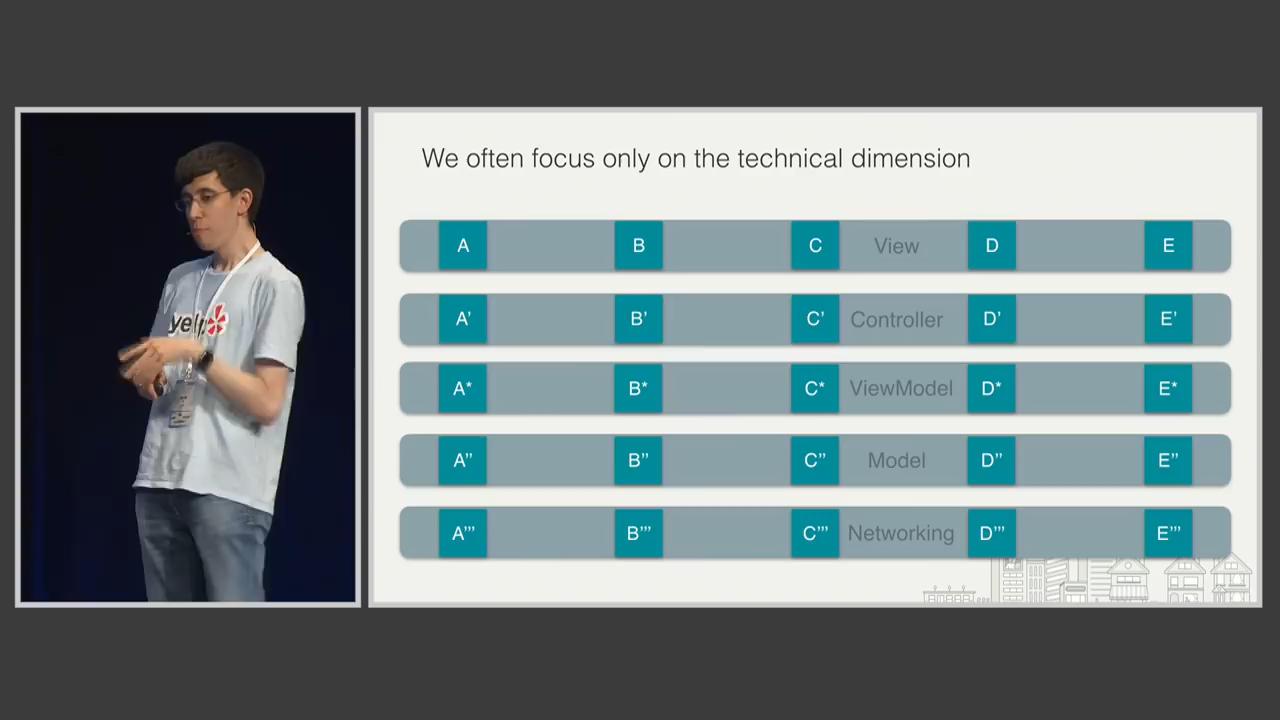 We often focus only on the technical dimension
A B C View D E
A' B' C' Controller D' E'
A* B* C* ViewModel D* E*
A'' B'' C'' Model D'' E''
A''' B''' C''' Networking D''' E'''
yelp